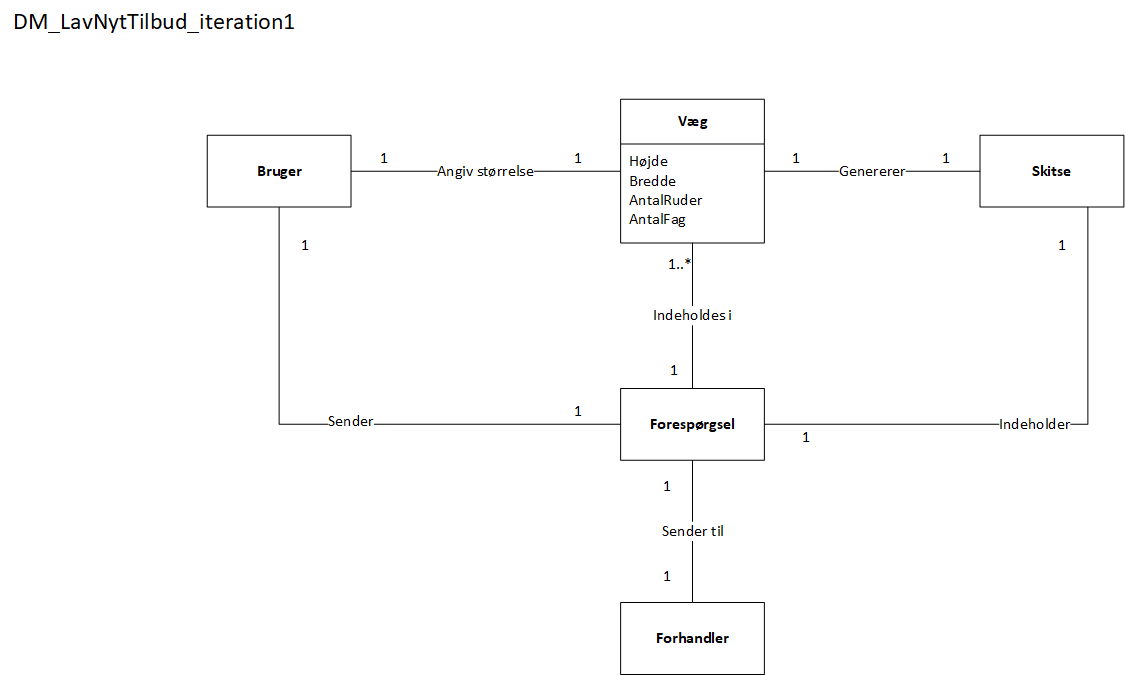 DM_LavNytTilbud_iteration1
Væg
Bruger
1
Angiv størrelse
1
Højde
Bredde
AntalRuder
AntalFag
1
Genererer
1
Skitse
1
1..*
1
Indeholdes i
1
Sender
1
Forespørgsel
1
Indeholder
1
Sender til
1
Forhandler